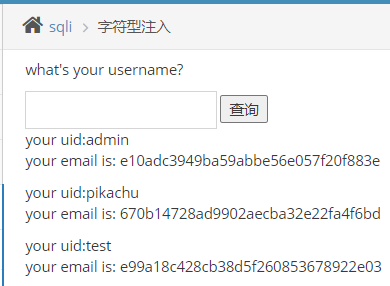 sqli > 字符型注入
what's your username?
查询
your uid:admin
your email is: e10adc3949ba59abbe56e057f20f883e
your uid:pikachu
your email is: 670b14728ad9902aecba32e22fa4f6bd
your uid:test
your email is: e99a18c428cb38d5f260853678922e03